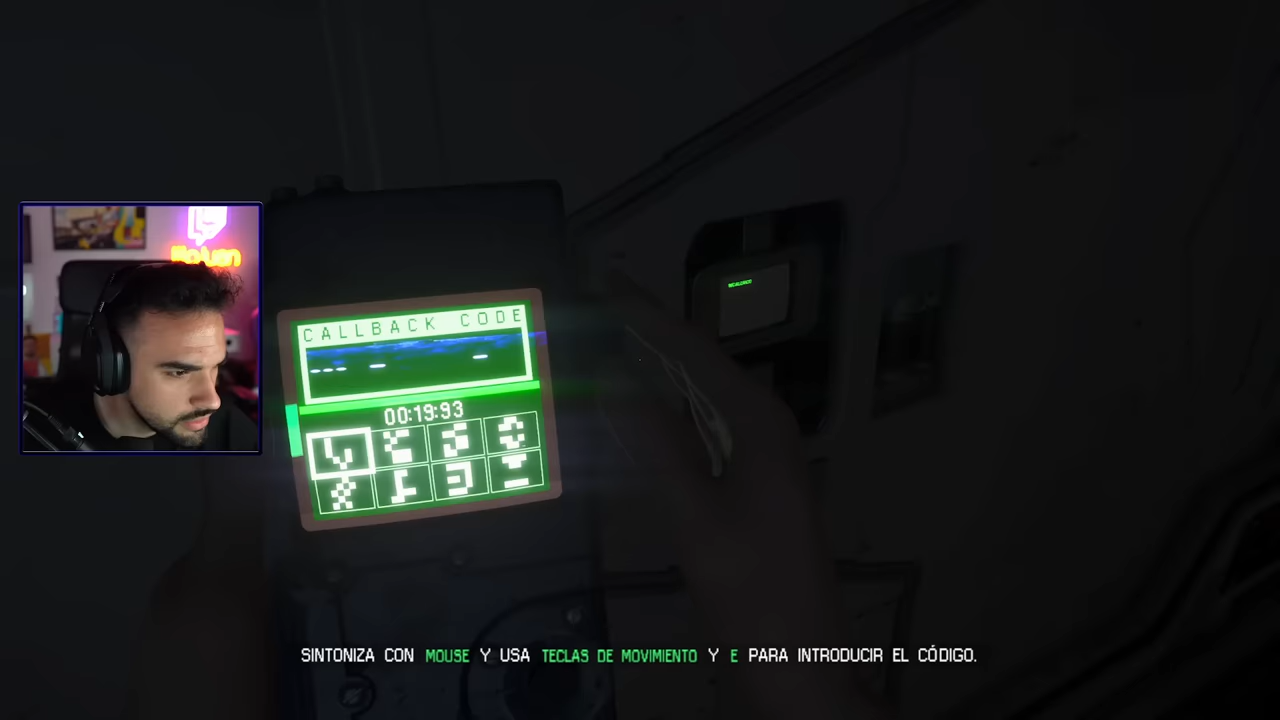 CALLBACK CODE
00:19:93
SINTONIZA CON MOUSE Y USA TECLAS DE MOVIMIENTO Y E PARA INTRODUCIR EL CÓDIGO.